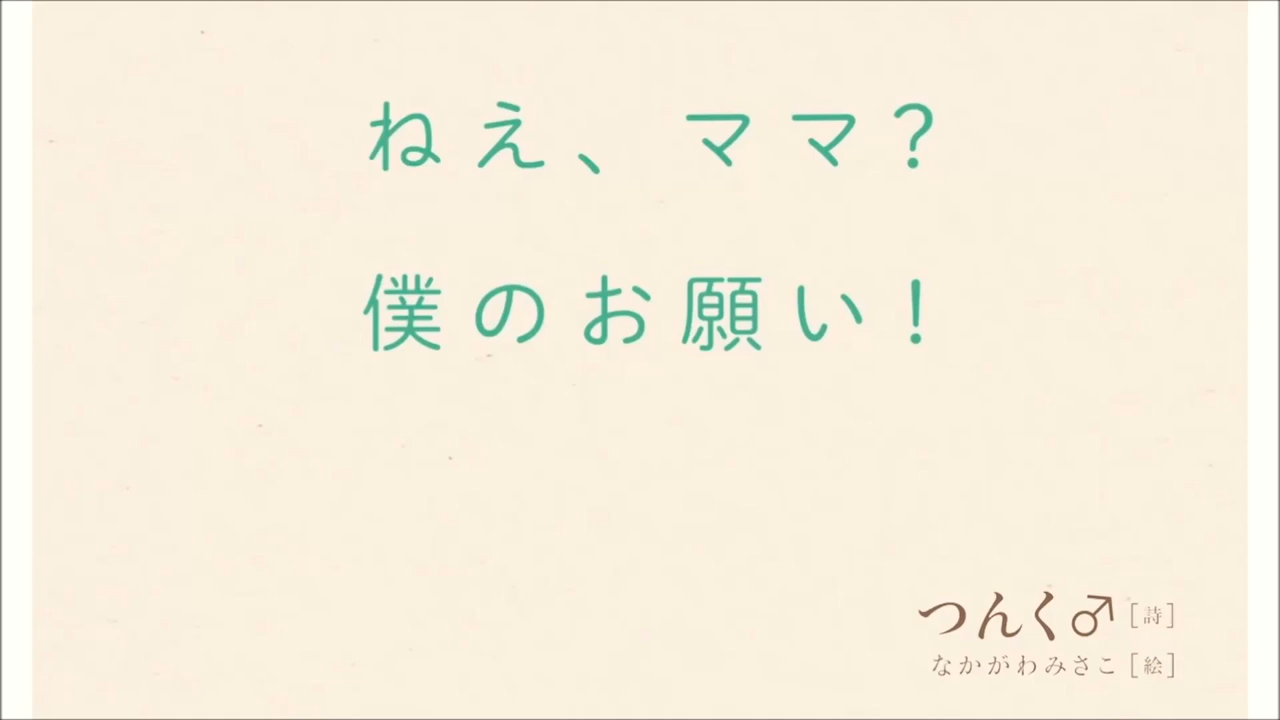 ねえ、ママ？
僕のお願い！
つんく♂［詩］
なかがわみさこ［絵］